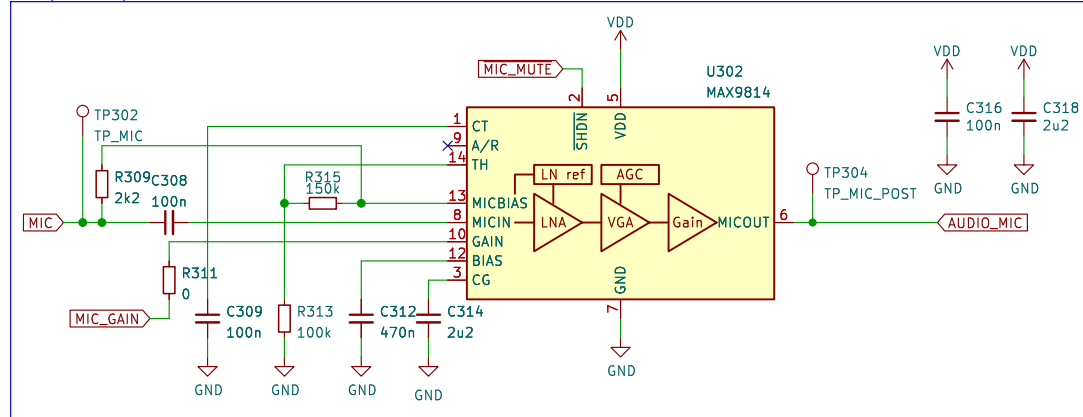 VDD
MIC_MUTE
U302
MAX9814
VDD
VDD
2
5
TP302
TP_MIC
1
CT
SHDN
VDD
C316
100n
C318
2u2
9
A/R
14
TH
R309
2k2
C308
100n
R315
150k
LN ref
AGC
TP304
TP_MIC_POST
GND
GND
13
MICBIAS
MIC
8
MICIN
LNA
VGA
Gain
MICOUT
6
AUDIO_MIC
10
GAIN
12
BIAS
R311
0
3
CG
GND
MIC_GAIN
C309
100n
R313
100k
C312
470n
C314
2u2
7
GND
GND
GND
GND
GND